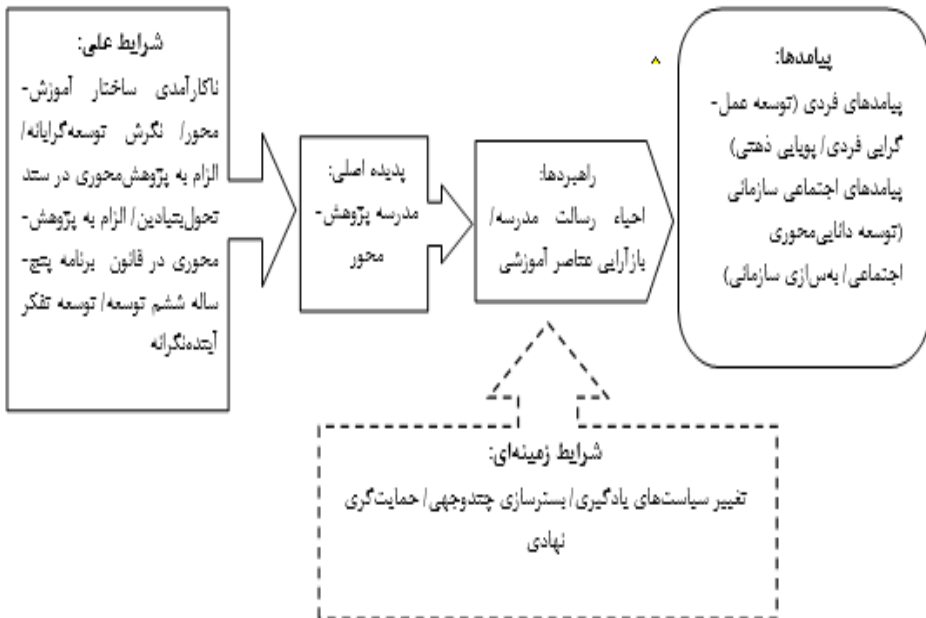 شرایط علی:
ناکارآمدی ساختار آموزش-
محور/ نگرش توسعه‌گرایانه/
الزام به پژوهش‌محوری در سند
تحول‌بنیادین/ الزام به پژوهش-
محوری در قانون برنامه پنج-
ساله ششم توسعه/ توسعه تفکر
آینده‌نگرانه
پدیده اصلی:
مدرسه پژوهش-
محور
راهبردها:
احیاء رسالت مدرسه/
بازآرایی عناصر آموزشی
پیامدها:
پیامدهای فردی (توسعه عمل-
گرایی فردی/ پویایی ذهنی)
پیامدهای اجتماعی سازمانی
(توسعه دانایی‌محوری
اجتماعی/ به‌سازی سازمانی)
شرایط زمینه‌ای:
تغییر سیاست‌های یادگیری/ بسترسازی چندوجهی/ حمایت‌گری
نهادی